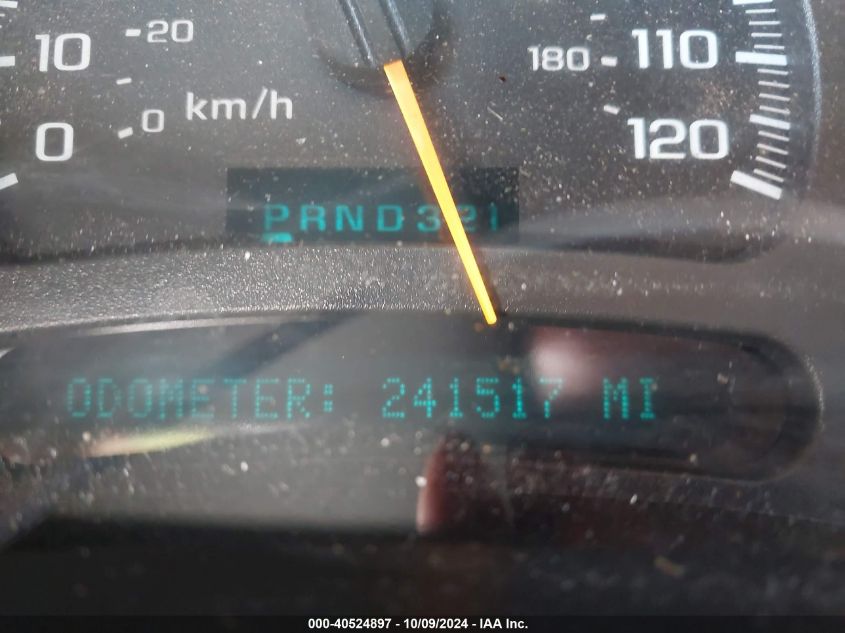 10 20 180 110
0 0 km/h 120
PRND321
ODOMETER: 241517 MI
000-40524897 - 10/09/2024 - IAA Inc.